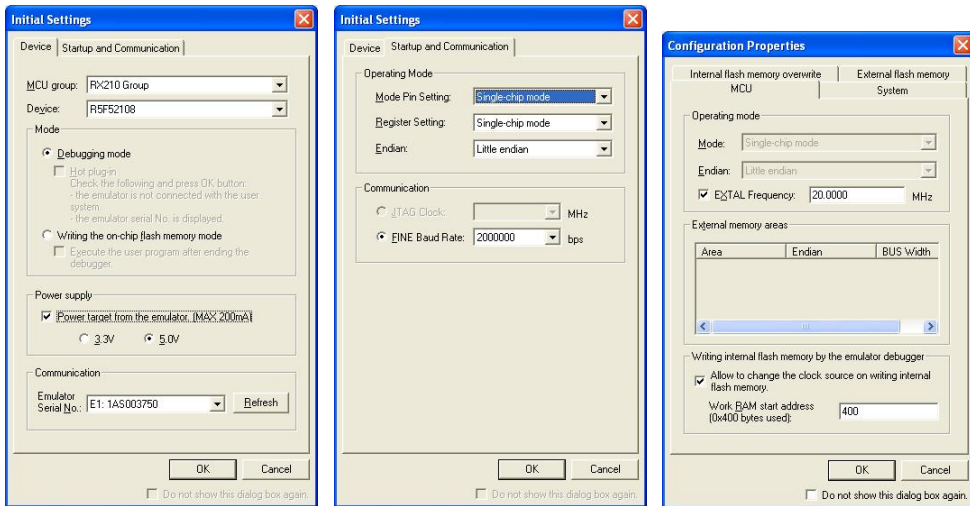 Initial Settings
Device
Startup and Communication
MCU group:
RX210 Group
Device:
R5F52108
Mode
Debugging mode
Hot plug-in
Check the following and press OK button:
- the emulator is not connected with the user
system.
- the emulator serial No. is displayed.
Writing the on-chip flash memory mode
Execute the user program after ending the
debugger.
Power supply
Power target from the emulator. (MAX 200mA)
3.3V
5.0V
Communication
Emulator
Serial No.:
E1: 1AS003750
Refresh
OK
Cancel
Do not show this dialog box again.
Initial Settings
Device
Startup and Communication
Operating Mode
Mode Pin Setting:
Single-chip mode
Register Setting:
Single-chip mode
Endian:
Little endian
Communication
JTAG Clock:
MHz
FINE Baud Rate:
2000000
bps
OK
Cancel
Do not show this dialog box again.
Configuration Properties
Internal flash memory overwrite
External flash memory
MCU
System
Operating mode
Mode:
Single-chip mode
Endian:
Little endian
EXTAL Frequency:
20.0000
MHz
External memory areas
Area
Endian
BUS Width
Writing internal flash memory by the emulator debugger
Allow to change the clock source on writing internal
flash memory.
Work RAM start address
(0x400 bytes used):
400
OK
Cancel
Do not show this dialog box again.